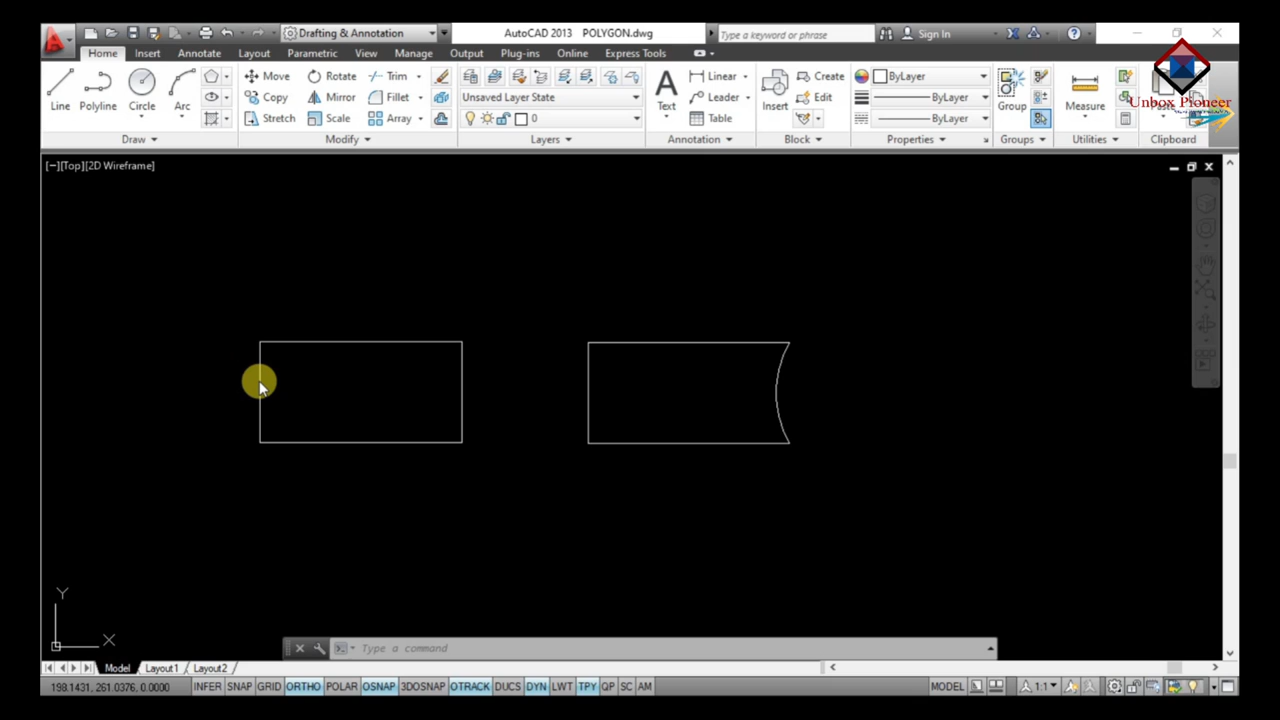 Drafting & Annotation
AutoCAD 2013 POLYGON.dwg
Type a keyword or phrase
Sign In
Home Insert Annotate Layout Parametric View Manage Output Plug-ins Online Express Tools
Line Polyline Circle Arc
Move Rotate Trim
Copy Mirror Fillet
Stretch Scale Array
Unsaved Layer State
0
Text
Linear
Leader
Table
Insert
Create
Edit
ByLayer
ByLayer
ByLayer
Group
Measure
Unbox Pioneer
Draw Modify Layers Annotation Block Properties Groups Utilities Clipboard
[−][Top][2D Wireframe]
Y
X
Type a command
Model Layout1 Layout2
198.1431, 261.0376, 0.0000 INFER SNAP GRID ORTHO POLAR OSNAP 3DOSNAP OTRACK DUCS DYN LWT TPY QP SC AM MODEL 1:1